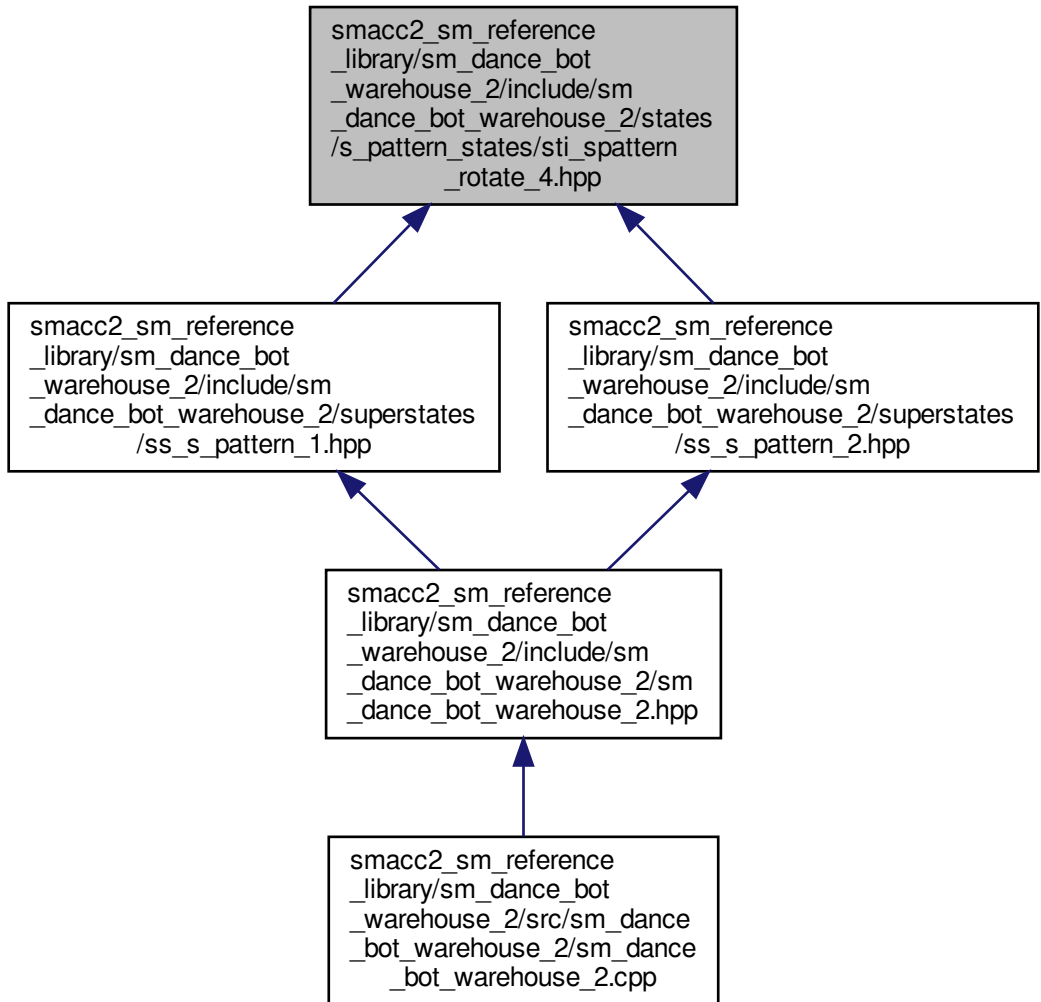 smacc2_sm_reference
_library/sm_dance_bot
_warehouse_2/include/sm
_dance_bot_warehouse_2/states
/s_pattern_states/sti_spattern
_rotate_4.hpp
smacc2_sm_reference
_library/sm_dance_bot
_warehouse_2/include/sm
_dance_bot_warehouse_2/superstates
/ss_s_pattern_1.hpp
smacc2_sm_reference
_library/sm_dance_bot
_warehouse_2/include/sm
_dance_bot_warehouse_2/superstates
/ss_s_pattern_2.hpp
smacc2_sm_reference
_library/sm_dance_bot
_warehouse_2/include/sm
_dance_bot_warehouse_2/sm
_dance_bot_warehouse_2.hpp
smacc2_sm_reference
_library/sm_dance_bot
_warehouse_2/src/sm_dance
_bot_warehouse_2/sm_dance
_bot_warehouse_2.cpp